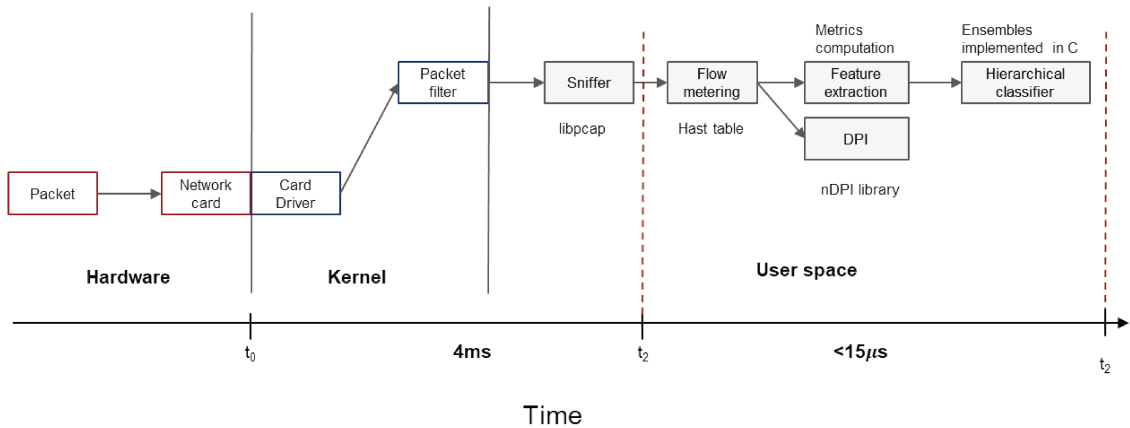 Metrics
computation
Ensembles
implemented in C
Packet
filter
Sniffer
Flow
metering
Feature
extraction
Hierarchical
classifier
libpcap
Hast table
DPI
nDPI library
Packet
Network
card
Card
Driver
Hardware
Kernel
User space
t0
4ms
t2
<15μs
t2
Time